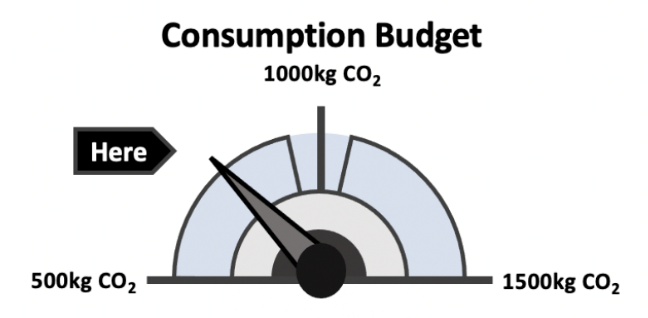 Consumption Budget
1000kg CO₂
Here
500kg CO₂
1500kg CO₂